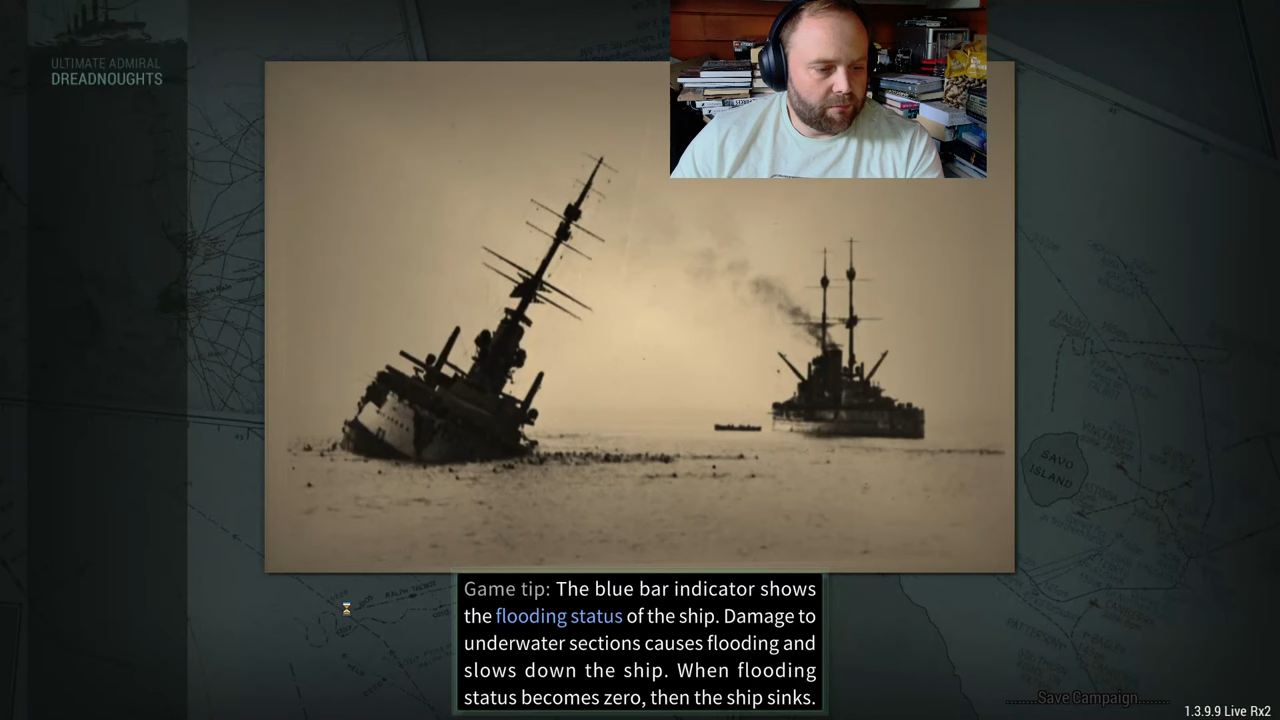 ULTIMATE ADMIRAL
DREADNOUGHTS
SAVO
ISLAND
Game tip: The blue bar indicator shows
the flooding status of the ship. Damage to
underwater sections causes flooding and
slows down the ship. When flooding
status becomes zero, then the ship sinks.
Save Campaign
1.3.9.9 Live Rx2